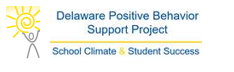 Delaware Positive Behavior
Support Project
School Climate & Student Success